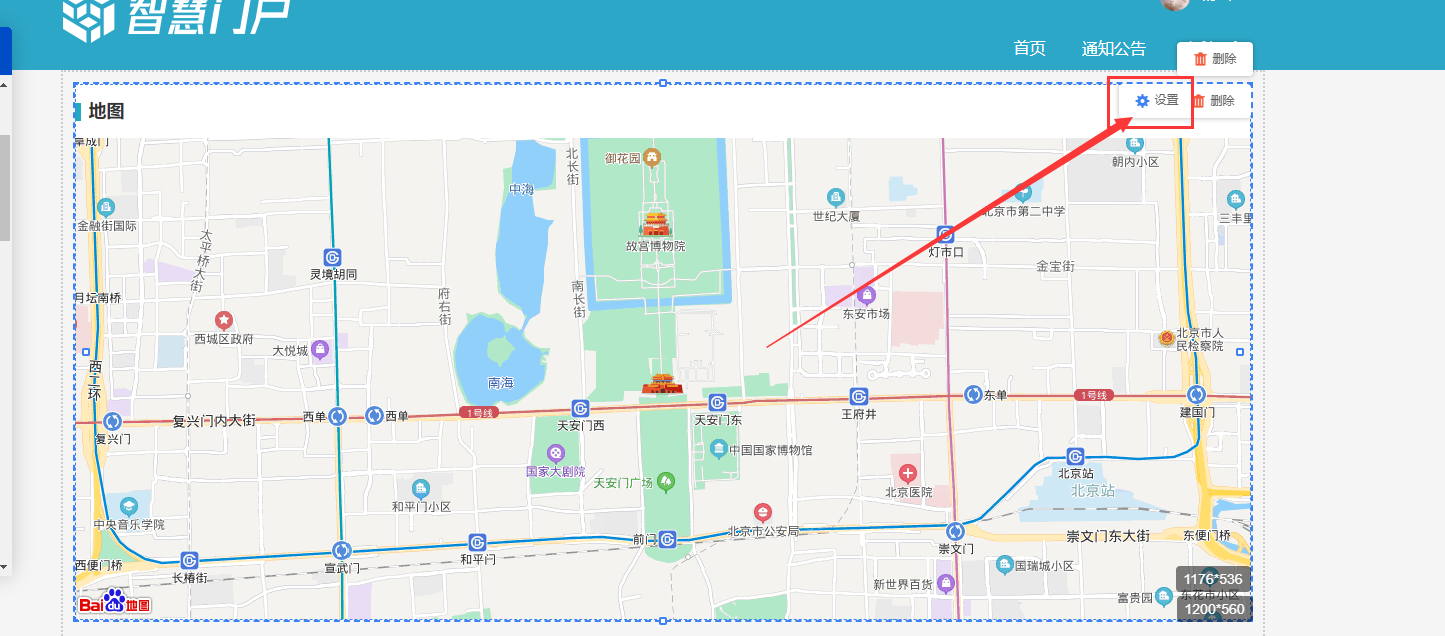 智慧门户
首页
通知公告
删除
地图
设置
删除
阜成门
北长街
御花园
中海
朝内小区
金融街国际
世纪大厦
北京市第二中学
三丰里
太平桥大街
故宫博物院
灯市口
灵境胡同
金宝街
月坛南桥
府右街
南长街
东安市场
西城区政府
大悦城
北京市人
民检察院
西二环
南海
1号线
1号线
东单
西单
西单
复兴门内大街
天安门西
天安门东
王府井
建国门
复兴门
中国国家博物馆
国家大剧院
天安门广场
北京站
北京站
北京医院
和平门小区
中央音乐学院
北京市公安局
前门
崇文门
崇文门东大街
东便门桥
西便门桥
长椿街
宣武门
和平门
国瑞城小区
新世界百货
富贵园
东花市小区
1176*536
1200*560
Bai 地图